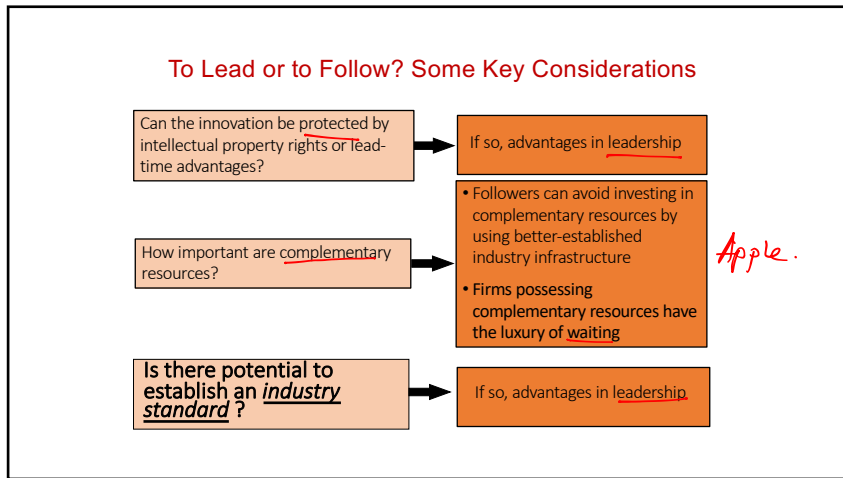 To Lead or to Follow? Some Key Considerations
Can the innovation be protected by
intellectual property rights or lead-
time advantages?
If so, advantages in leadership
How important are complementary
resources?
• Followers can avoid investing in
complementary resources by
using better-established
industry infrastructure
• Firms possessing
complementary resources have
the luxury of waiting
Apple.
Is there potential to
establish an industry
standard ?
If so, advantages in leadership